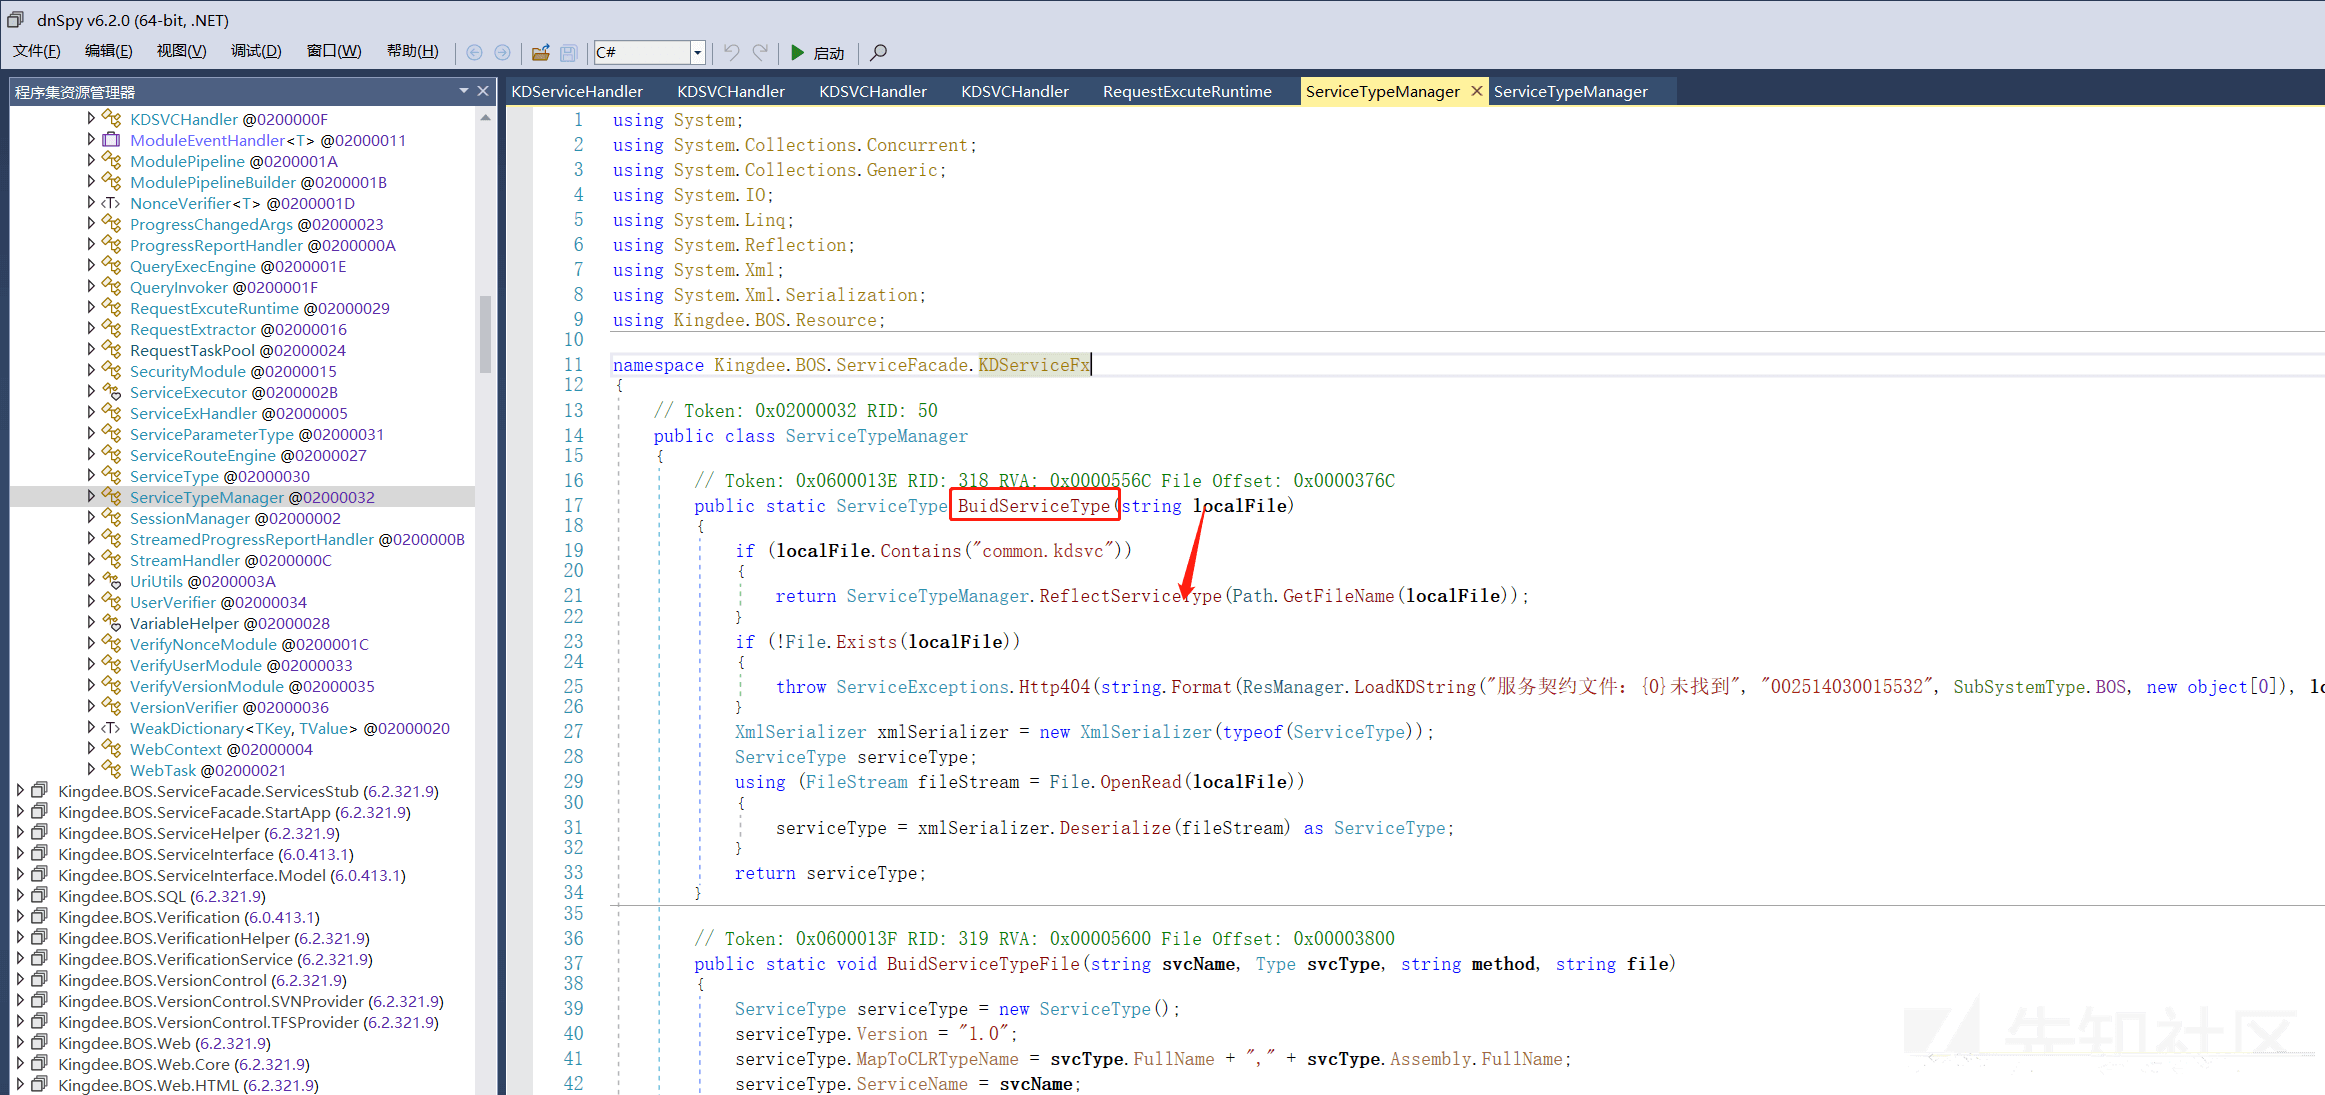 dnSpy v6.2.0 (64-bit, .NET)
文件(F) 编辑(E) 视图(V) 调试(D) 窗口(W) 帮助(H) C# 启动
程序集资源管理器
KDSVCHandler @0200000F
ModuleEventHandler<T> @02000011
ModulePipeline @0200001A
ModulePipelineBuilder @0200001B
NonceVerifier<T> @0200001D
ProgressChangedArgs @02000023
ProgressReportHandler @0200000A
QueryExecEngine @0200001E
QueryInvoker @0200001F
RequestExcuteRuntime @02000029
RequestExtractor @02000016
RequestTaskPool @02000024
SecurityModule @02000015
ServiceExecutor @0200002B
ServiceExHandler @02000005
ServiceParameterType @02000031
ServiceRouteEngine @02000027
ServiceType @02000030
ServiceTypeManager @02000032
SessionManager @02000002
StreamedProgressReportHandler @0200000B
StreamHandler @0200000C
UriUtils @0200003A
UserVerifier @02000034
VariableHelper @02000028
VerifyNonceModule @0200001C
VerifyUserModule @02000033
VerifyVersionModule @02000035
VersionVerifier @02000036
WeakDictionary<TKey, TValue> @02000020
WebContext @02000004
WebTask @02000021
Kingdee.BOS.ServiceFacade.ServicesStub (6.2.321.9)
Kingdee.BOS.ServiceFacade.StartApp (6.2.321.9)
Kingdee.BOS.ServiceHelper (6.2.321.9)
Kingdee.BOS.ServiceInterface (6.0.413.1)
Kingdee.BOS.ServiceInterface.Model (6.0.413.1)
Kingdee.BOS.SQL (6.2.321.9)
Kingdee.BOS.Verification (6.0.413.1)
Kingdee.BOS.VerificationHelper (6.2.321.9)
Kingdee.BOS.VerificationService (6.2.321.9)
Kingdee.BOS.VersionControl (6.2.321.9)
Kingdee.BOS.VersionControl.SVNProvider (6.2.321.9)
Kingdee.BOS.VersionControl.TFSProvider (6.2.321.9)
Kingdee.BOS.Web (6.2.321.9)
Kingdee.BOS.Web.Core (6.2.321.9)
Kingdee.BOS.Web.HTML (6.2.321.9)
KDServiceHandler KDSVCHandler KDSVCHandler KDSVCHandler RequestExcuteRuntime ServiceTypeManager ServiceTypeManager
1 using System;
2 using System.Collections.Concurrent;
3 using System.Collections.Generic;
4 using System.IO;
5 using System.Linq;
6 using System.Reflection;
7 using System.Xml;
8 using System.Xml.Serialization;
9 using Kingdee.BOS.Resource;
10
11 namespace Kingdee.BOS.ServiceFacade.KDServiceFx
12 {
13 // Token: 0x02000032 RID: 50
14 public class ServiceTypeManager
15 {
16 // Token: 0x0600013E RID: 318 RVA: 0x0000556C File Offset: 0x0000376C
17 public static ServiceType BuidServiceType(string localFile)
18 {
19 if (localFile.Contains("common.kdsvc"))
20 {
21 return ServiceTypeManager.ReflectServiceType(Path.GetFileName(localFile));
22 }
23 if (!File.Exists(localFile))
24 {
25 throw ServiceExceptions.Http404(string.Format(ResManager.LoadKDString("服务契约文件: {0}未找到", "002514030015532", SubSystemType.BOS, new object[0]), lo
26 }
27 XmlSerializer xmlSerializer = new XmlSerializer(typeof(ServiceType));
28 ServiceType serviceType;
29 using (FileStream fileStream = File.OpenRead(localFile))
30 {
31 serviceType = xmlSerializer.Deserialize(fileStream) as ServiceType;
32 }
33 return serviceType;
34 }
35
36 // Token: 0x0600013F RID: 319 RVA: 0x00005600 File Offset: 0x00003800
37 public static void BuidServiceTypeFile(string svcName, Type svcType, string method, string file)
38 {
39 ServiceType serviceType = new ServiceType();
40 serviceType.Version = "1.0";
41 serviceType.MapToCLRTypeName = svcType.FullName + "," + svcType.Assembly.FullName;
42 serviceType.ServiceName = svcName;
先知社区